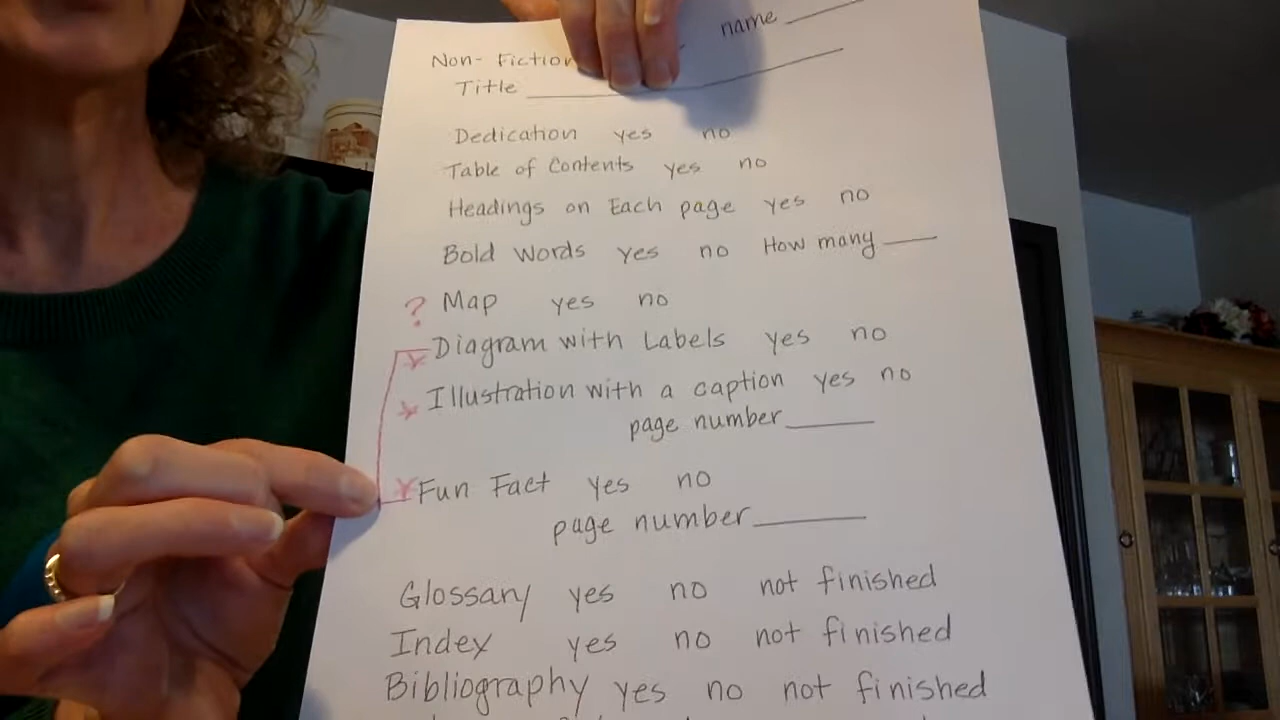 name
Non- Fiction
Title
Dedication yes no
Table of Contents yes no
Headings on Each page yes no
Bold Words yes no How many
? Map yes no
Diagram with Labels yes no
Illustration with a caption yes no
page number
Fun Fact yes no
page number
Glossary yes no not finished
Index yes no not finished
Bibliography yes no not finished